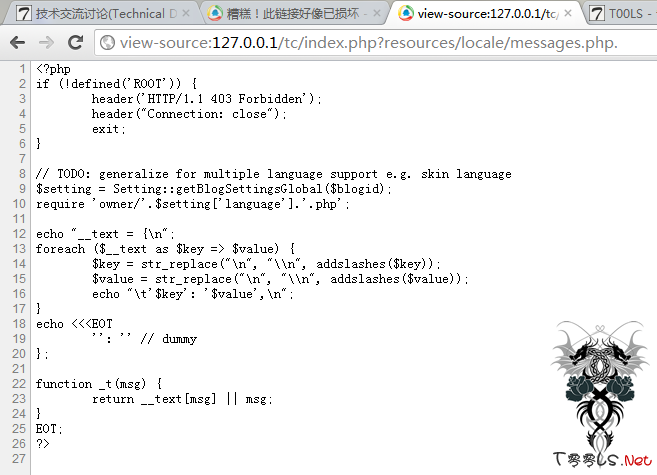 技术交流讨论(Technical D
糟糕！此链接好像已损坏
view-source:127.0.0.1/tc/
T00LS -
view-source:127.0.0.1/tc/index.php?resources/locale/messages.php.
1 <?php
2 if (!defined('ROOT')) {
3 header('HTTP/1.1 403 Forbidden');
4 header("Connection: close");
5 exit;
6 }
7
8 // TODO: generalize for multiple language support e.g. skin language
9 $setting = Setting::getBlogSettingsGlobal($blogid);
10 require 'owner/'.$setting['language'].'.php';
11
12 echo "__text = {\n";
13 foreach ($__text as $key => $value) {
14 $key = str_replace("\n", "\\n", addslashes($key));
15 $value = str_replace("\n", "\\n", addslashes($value));
16 echo "\t'$key': '$value',\n";
17 }
18 echo <<<EOT
19 '': '' // dummy
20 };
21
22 function _t(msg) {
23 return __text[msg] || msg;
24 }
25 EOT;
26 ?>
27
T00LS.Net